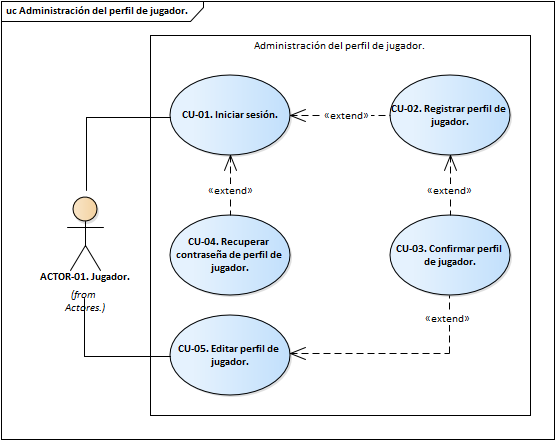 uc Administración del perfil de jugador.
Administración del perfil de jugador.
CU-01. Iniciar sesión.
«extend»
CU-02. Registrar perfil de
jugador.
«extend»
«extend»
ACTOR-01. Jugador.
(from
Actores.)
CU-04. Recuperar
contraseña de perfil de
jugador.
CU-03. Confirmar perfil
de jugador.
«extend»
CU-05. Editar perfil de
jugador.